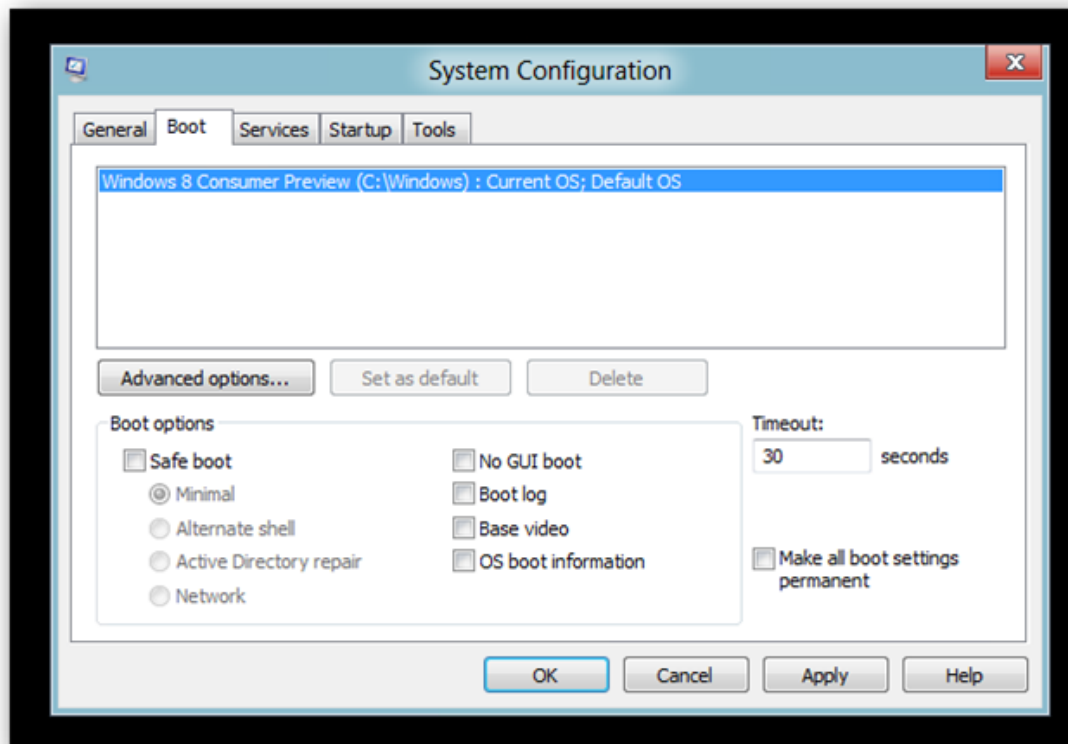 System Configuration
x
General Boot Services Startup Tools
Windows 8 Consumer Preview (C:\Windows) : Current OS; Default OS
Advanced options... Set as default Delete
Boot options
Timeout:
Safe boot No GUI boot 30 seconds
Minimal Boot log
Alternate shell Base video
Active Directory repair OS boot information
Make all boot settings
permanent
Network
OK Cancel Apply Help